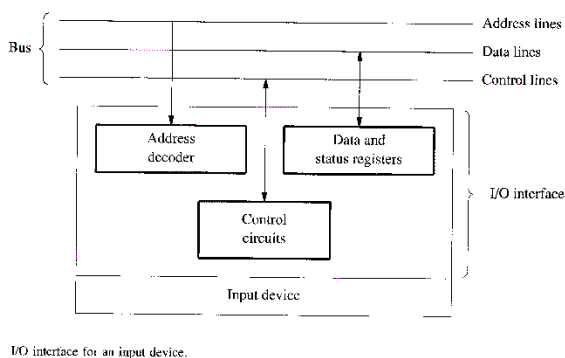 Address lines
Bus
Data lines
Control lines
Address
decoder
Data and
status registers
I/O interface
Control
circuits
Input device
I/O interface for an input device.